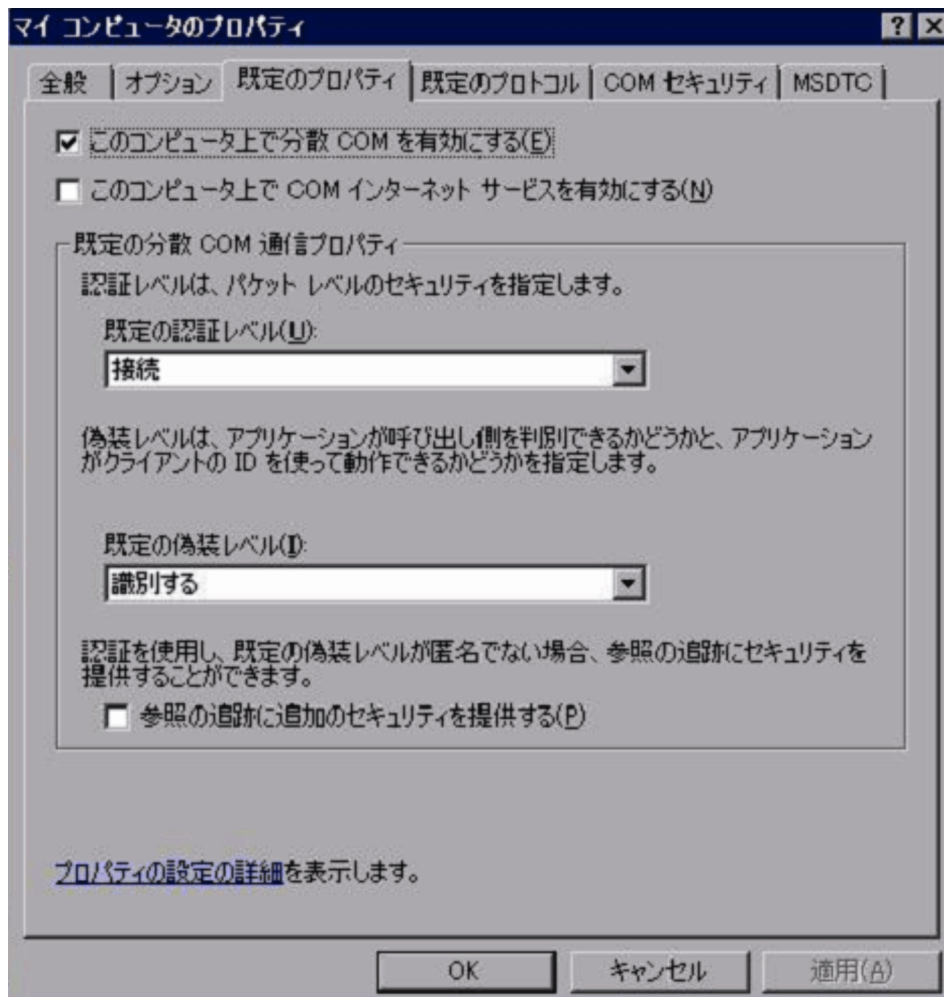 マイ コンピュータのプロパティ
全般 オプション 既定のプロパティ 既定のプロトコル COM セキュリティ MSDTC
このコンピュータ上で分散 COM を有効にする(E)
このコンピュータ上で COM インターネット サービスを有効にする(N)
既定の分散 COM 通信プロパティ
認証レベルは、パケット レベルのセキュリティを指定します。
既定の認証レベル(U):
接続
偽装レベルは、アプリケーションが呼び出し側を判別できるかどうかと、アプリケーション
がクライアントの ID を使って動作できるかどうかを指定します。
既定の偽装レベル(I):
識別する
認証を使用し、既定の偽装レベルが匿名でない場合、参照の追跡にセキュリティを
提供することができます。
参照の追跡に追加のセキュリティを提供する(P)
プロパティの設定の詳細を表示します。
OK キャンセル 適用(A)